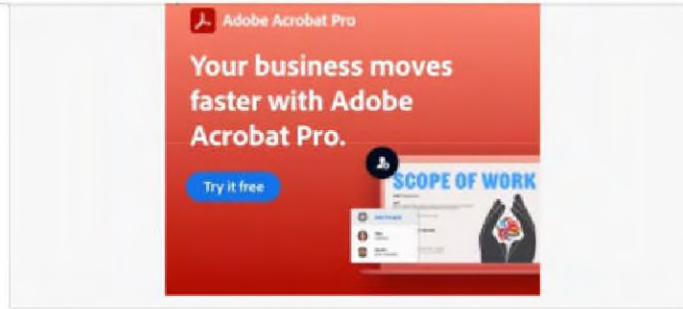 Adobe Acrobat Pro
Your business moves
faster with Adobe
Acrobat Pro.
Try it free
SCOPE OF WORK